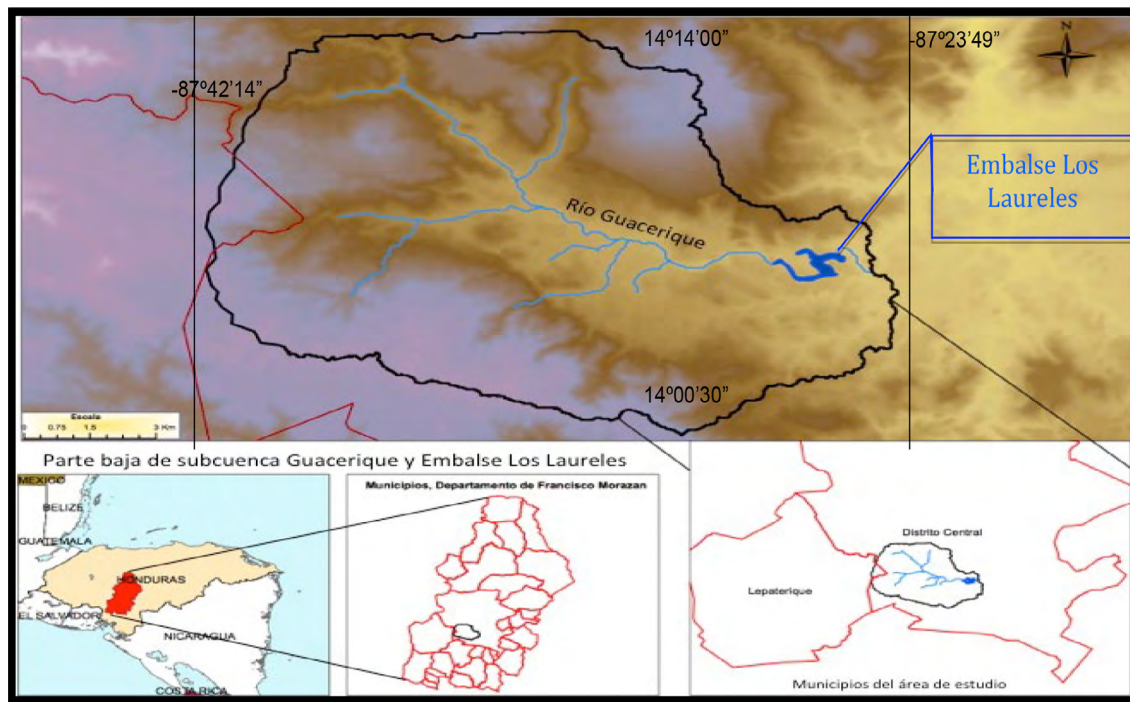 N
14º14'00"
-87º23'49"
-87º42'14"
Embalse Los
Laureles
Río Guacerique
14º00'30"
Escala
0 0.75 1.5 3 Km
Parte baja de subcuenca Guacerique y Embalse Los Laureles
MEXICO
BELIZE
GUATEMALA
HONDURAS
EL SALVADOR
NICARAGUA
COSTA RICA
Municipios, Departamento de Francisco Morazan
Distrito Central
Lepaterique
Municipios del área de estudio